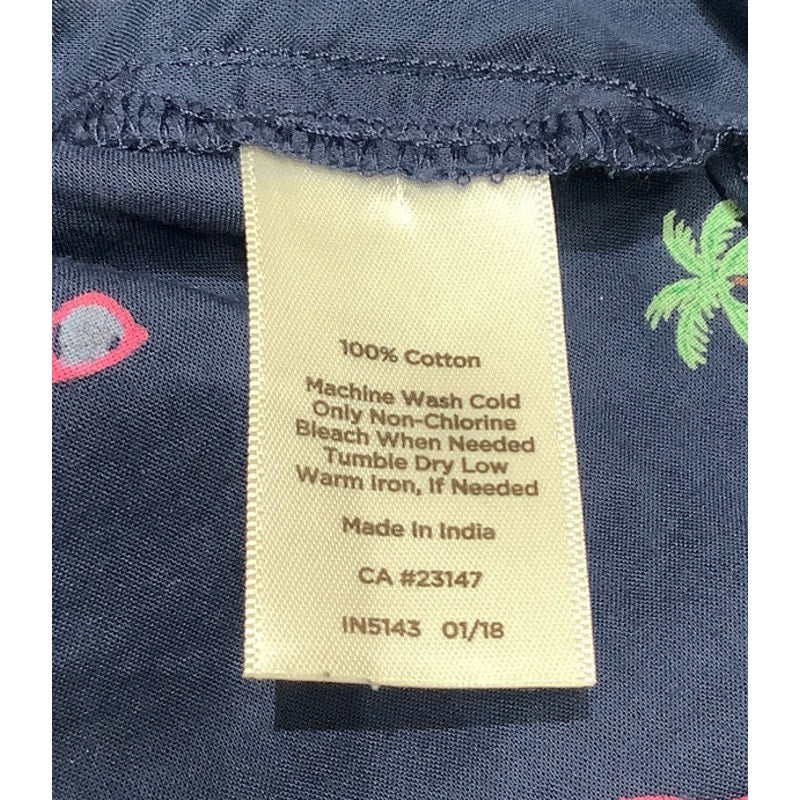 100% Cotton
Machine Wash Cold
Only Non-Chlorine
Bleach When Needed
Tumble Dry Low
Warm Iron, If Needed
Made In India
CA #23147
IN5143 01/18